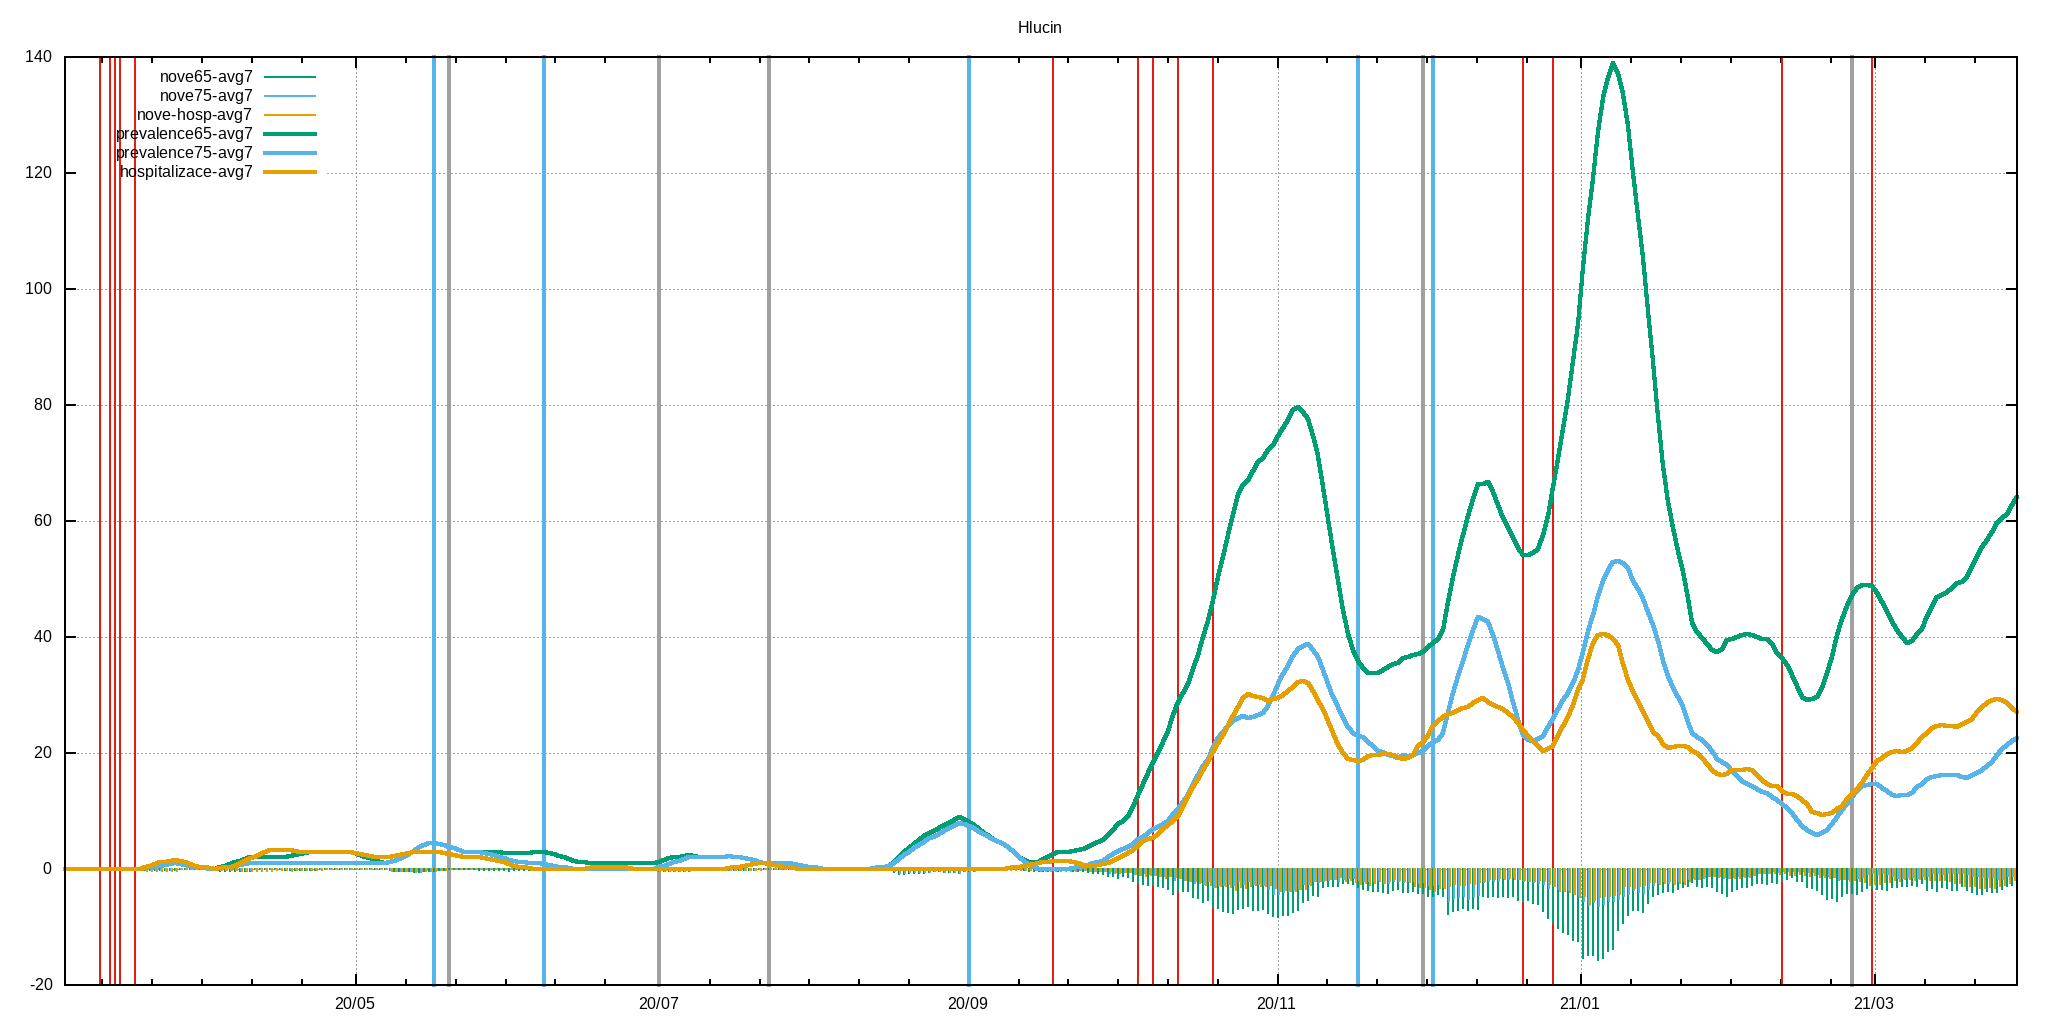 Hlucin
140
120
100
80
60
40
20
0
-20
nove65-avg7
nove75-avg7
nove-hosp-avg7
prevalence65-avg7
prevalence75-avg7
hospitalizace-avg7
20/05 20/07 20/09 20/11 21/01 21/03